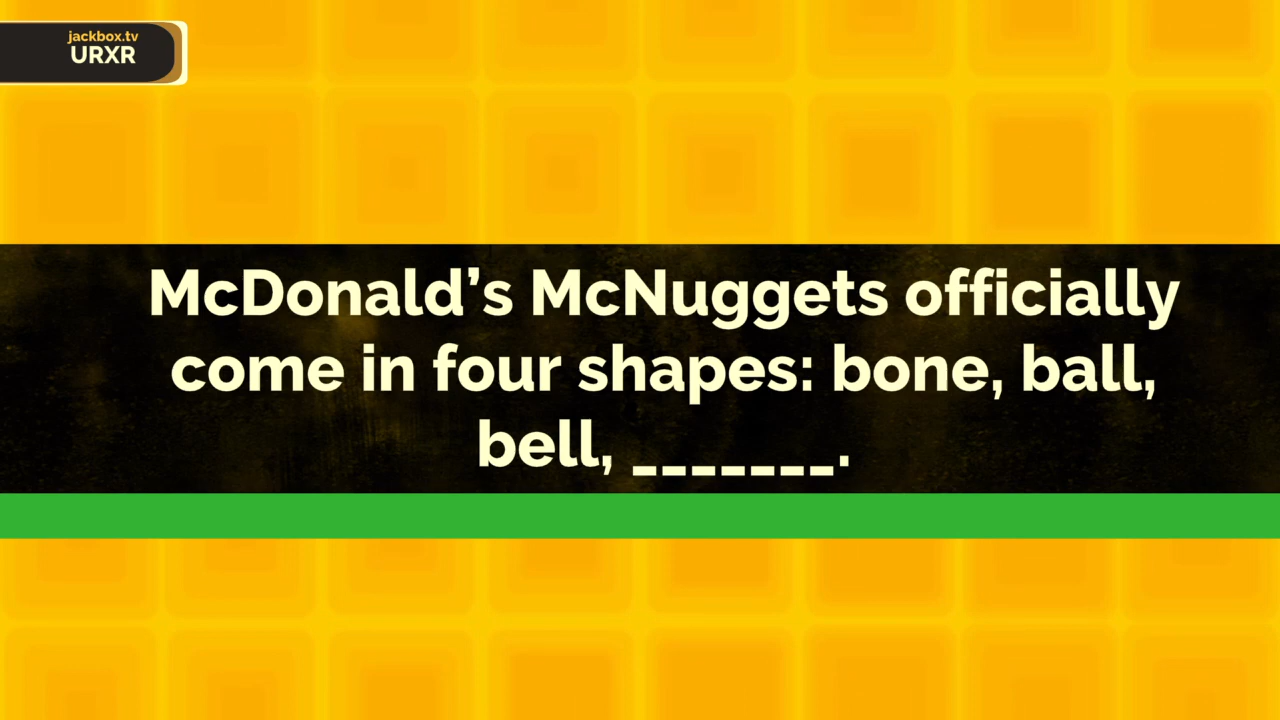 jackbox.tv
URXR
McDonald’s McNuggets officially
come in four shapes: bone, ball,
bell, _______.